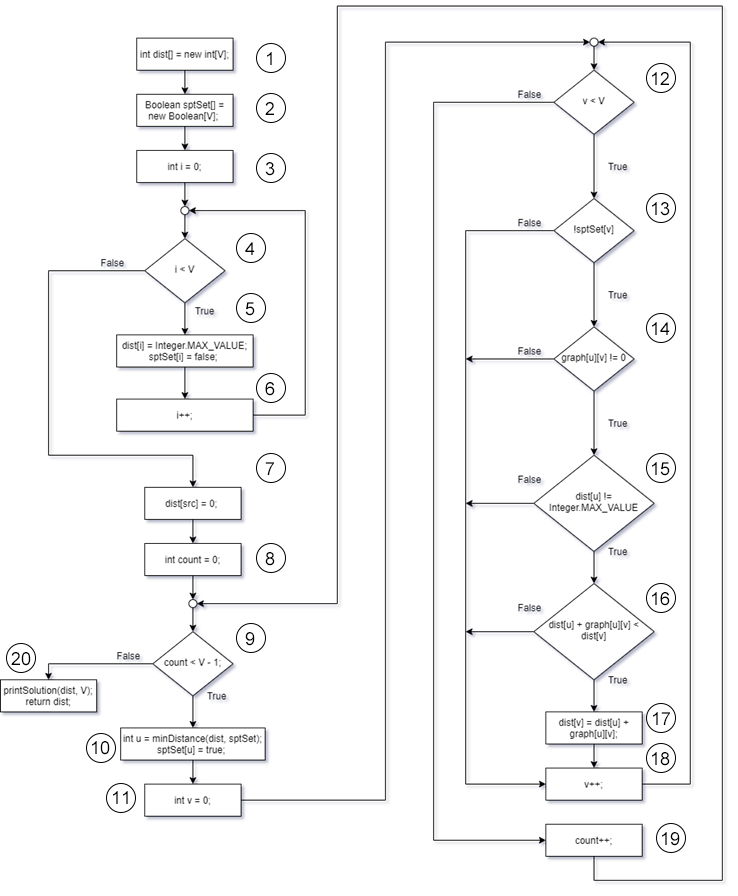 int dist[] = new int[V];
1
Boolean sptSet[] =
new Boolean[V];
2
int i = 0;
3
i < V
4
False
True
5
dist[i] = Integer.MAX_VALUE;
sptSet[i] = false;
6
i++;
7
dist[src] = 0;
int count = 0;
8
9
count < V - 1;
False
True
20
printSolution(dist, V);
return dist;
int u = minDistance(dist, sptSet);
sptSet[u] = true;
10
11
int v = 0;
12
False
v < V
True
13
False
!sptSet[v]
True
14
False
graph[u][v] != 0
True
15
False
dist[u] !=
Integer.MAX_VALUE
True
16
False
dist[u] + graph[u][v] <
dist[v]
True
dist[v] = dist[u] +
graph[u][v];
17
18
v++;
count++;
19